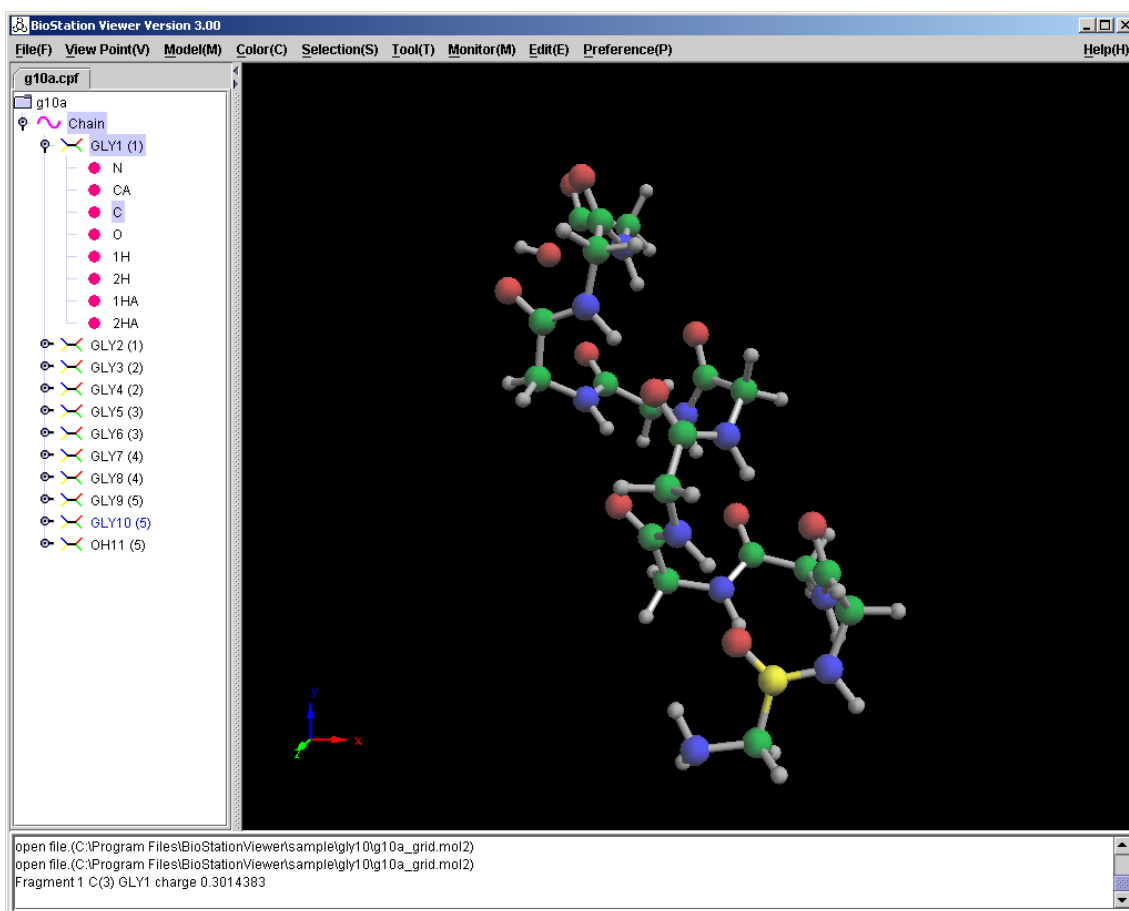 BioStation Viewer Version 3.00
File(F) View Point(V) Model(M) Color(C) Selection(S) Tool(T) Monitor(M) Edit(E) Preference(P) Help(H)
g10a.cpf
g10a
Chain
GLY1 (1)
N
CA
C
O
1H
2H
1HA
2HA
GLY2 (1)
GLY3 (2)
GLY4 (2)
GLY5 (3)
GLY6 (3)
GLY7 (4)
GLY8 (4)
GLY9 (5)
GLY10 (5)
OH11 (5)
y
x
z
open file.(C:\Program Files\BioStationViewer\sample\gly10\g10a_grid.mol2)
open file.(C:\Program Files\BioStationViewer\sample\gly10\g10a_grid.mol2)
Fragment 1 C(3) GLY1 charge 0.3014383